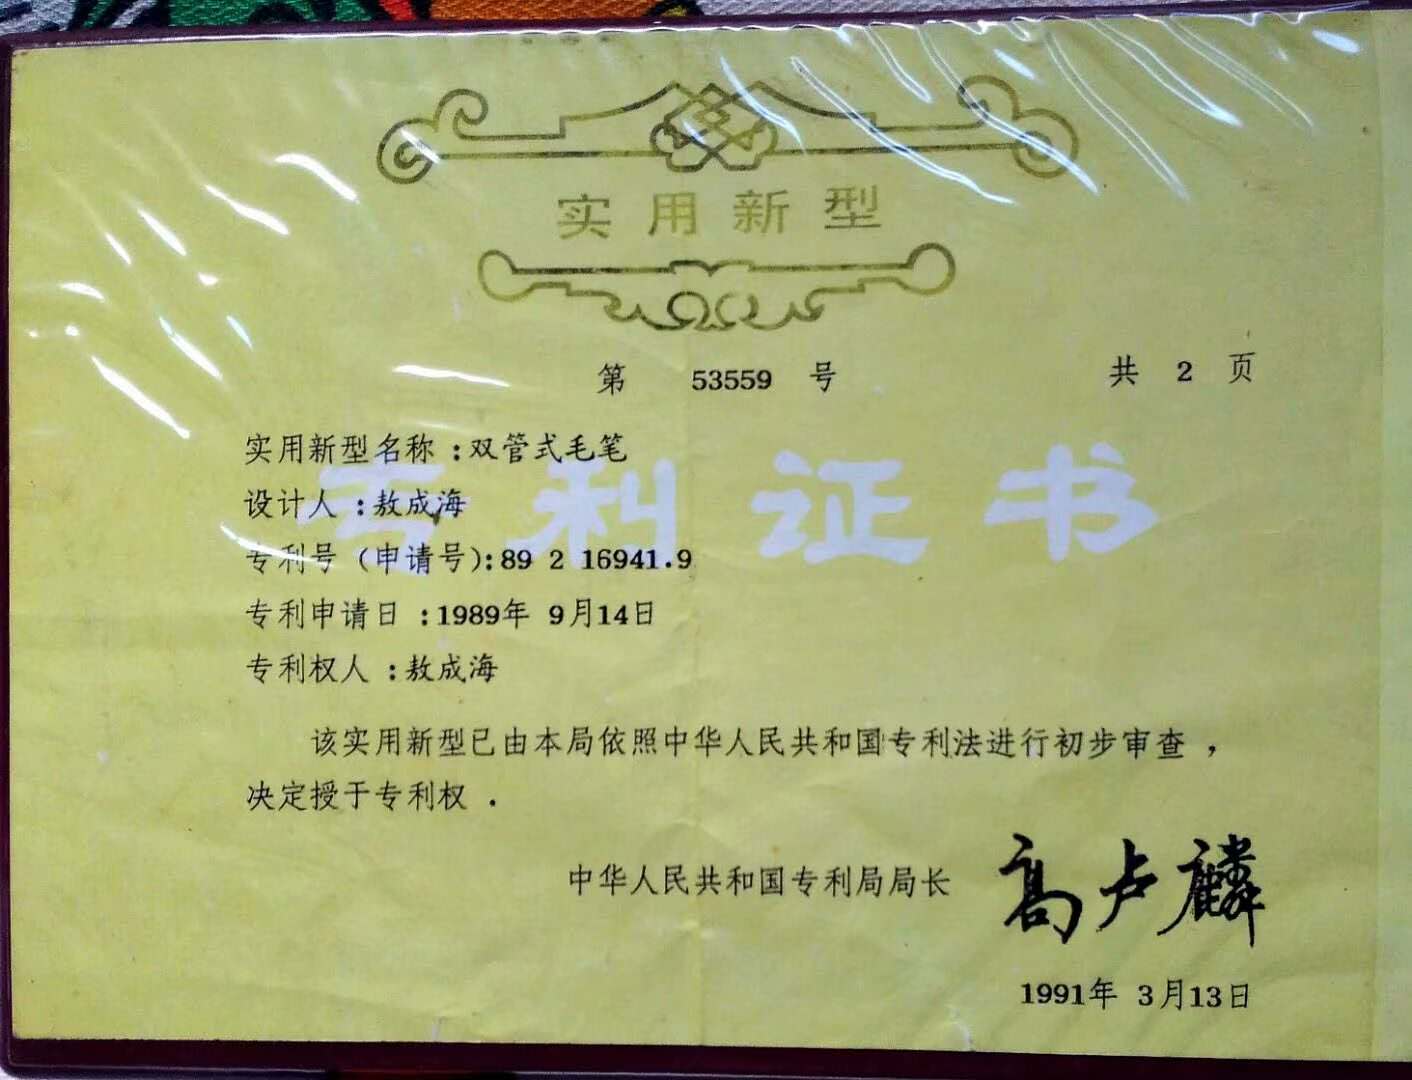 实用新型
第 53559 号 共 2 页
实用新型名称:双管式毛笔
设计人:敖成海
专利证书
专利号(申请号):89 2 16941.9
专利申请日:1989年 9月14日
专利权人:敖成海
该实用新型已由本局依照中华人民共和国专利法进行初步审查,
决定授于专利权.
中华人民共和国专利局局长 高卢麟
1991年 3月13日